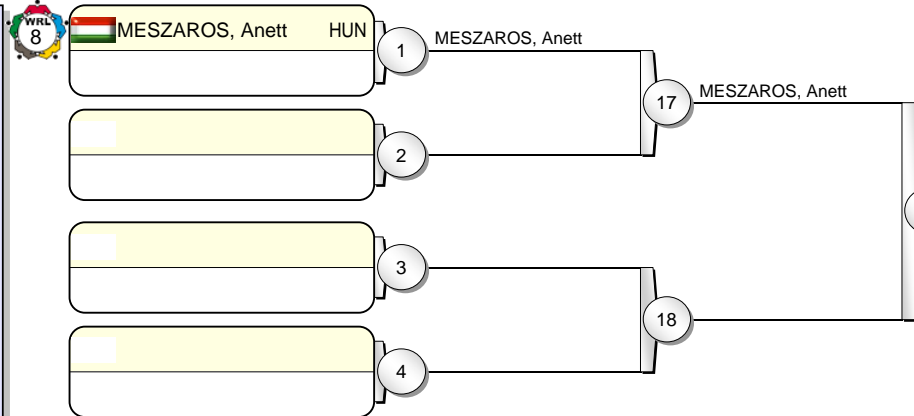 WRL
8
MESZAROS, Anett HUN
1
MESZAROS, Anett
17
MESZAROS, Anett
2
3
18
4